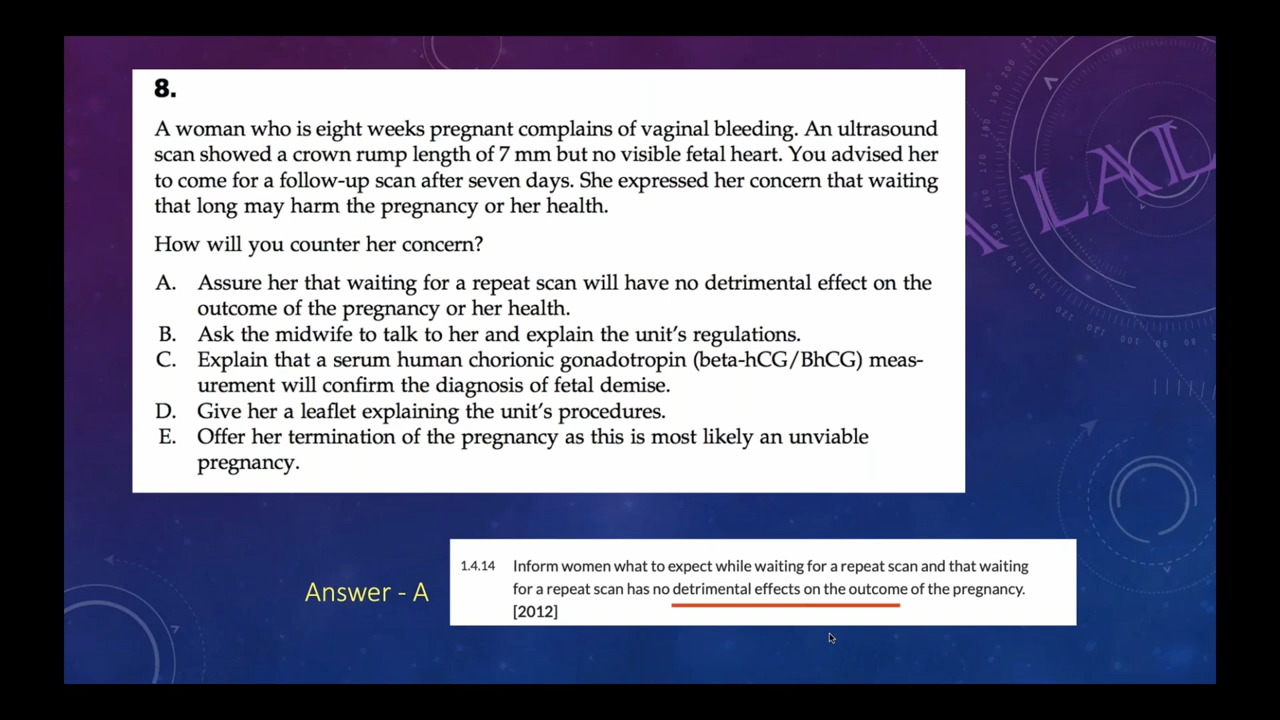 8.
A woman who is eight weeks pregnant complains of vaginal bleeding. An ultrasound
scan showed a crown rump length of 7 mm but no visible fetal heart. You advised her
to come for a follow-up scan after seven days. She expressed her concern that waiting
that long may harm the pregnancy or her health.
How will you counter her concern?
A. Assure her that waiting for a repeat scan will have no detrimental effect on the
outcome of the pregnancy or her health.
B. Ask the midwife to talk to her and explain the unit's regulations.
C. Explain that a serum human chorionic gonadotropin (beta-hCG/BhCG) meas-
urement will confirm the diagnosis of fetal demise.
D. Give her a leaflet explaining the unit's procedures.
E. Offer her termination of the pregnancy as this is most likely an unviable
pregnancy.
Answer - A
1.4.14 Inform women what to expect while waiting for a repeat scan and that waiting
for a repeat scan has no detrimental effects on the outcome of the pregnancy.
[2012]